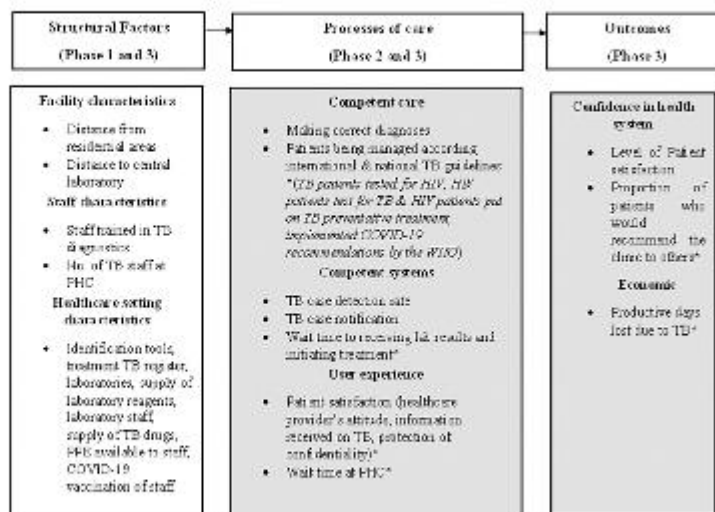 Structural Factors
(Phase 1 and 3)
Processes of care
(Phase 2 and 3)
Outcomes
(Phase 3)
Facility characteristics
• Distance from
residential areas
• Distance to central
laboratory
Staff characteristics
• Staff trained in TB
diagnostics
• No. of TB staff at
PHC
Healthcare setting
characteristics
• Identification tools,
treatment TB register,
laboratories, supply of
laboratory reagents,
laboratory staff,
supply of TB drugs,
PPE available to staff,
COVID-19
vaccination of staff
Competent care
• Making correct diagnoses
• Patients being managed according
international & national TB guidelines
*(TB patients tested for HIV, HIV
patients test for TB & HIV patients put
on TB preventative treatment,
implemented COVID-19
recommendations by the WHO)
Competent systems
• TB case detection rate
• TB case notification
• Wait time to receiving lab results and
initiating treatment*
User experience
• Patient satisfaction (healthcare
provider's attitude, information
received on TB, protection of
confidentiality)*
• Wait time at PHC*
Confidence in health
system
• Level of Patient
satisfaction
• Proportion of
patients who
would
recommend the
clinic to others*
Economic
• Productive days
lost due to TB*